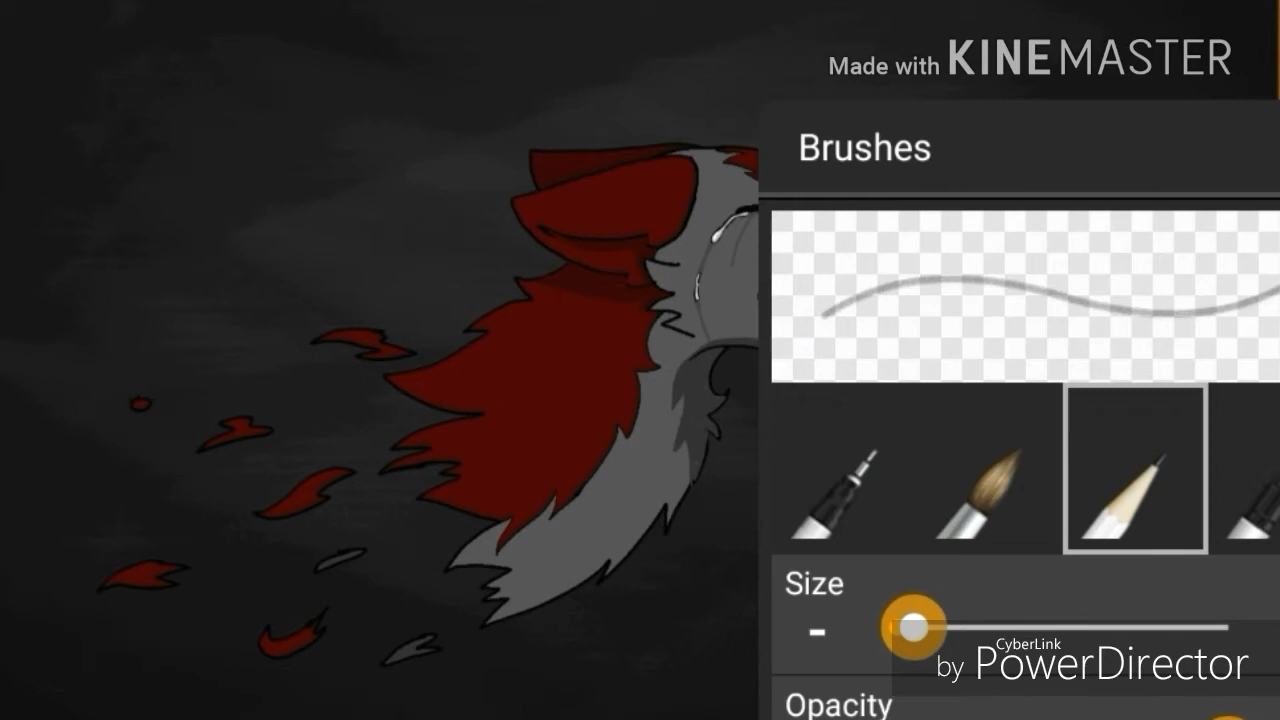 Made with KINEMASTER
Brushes
Size
-
CyberLink
by PowerDirector
Opacity